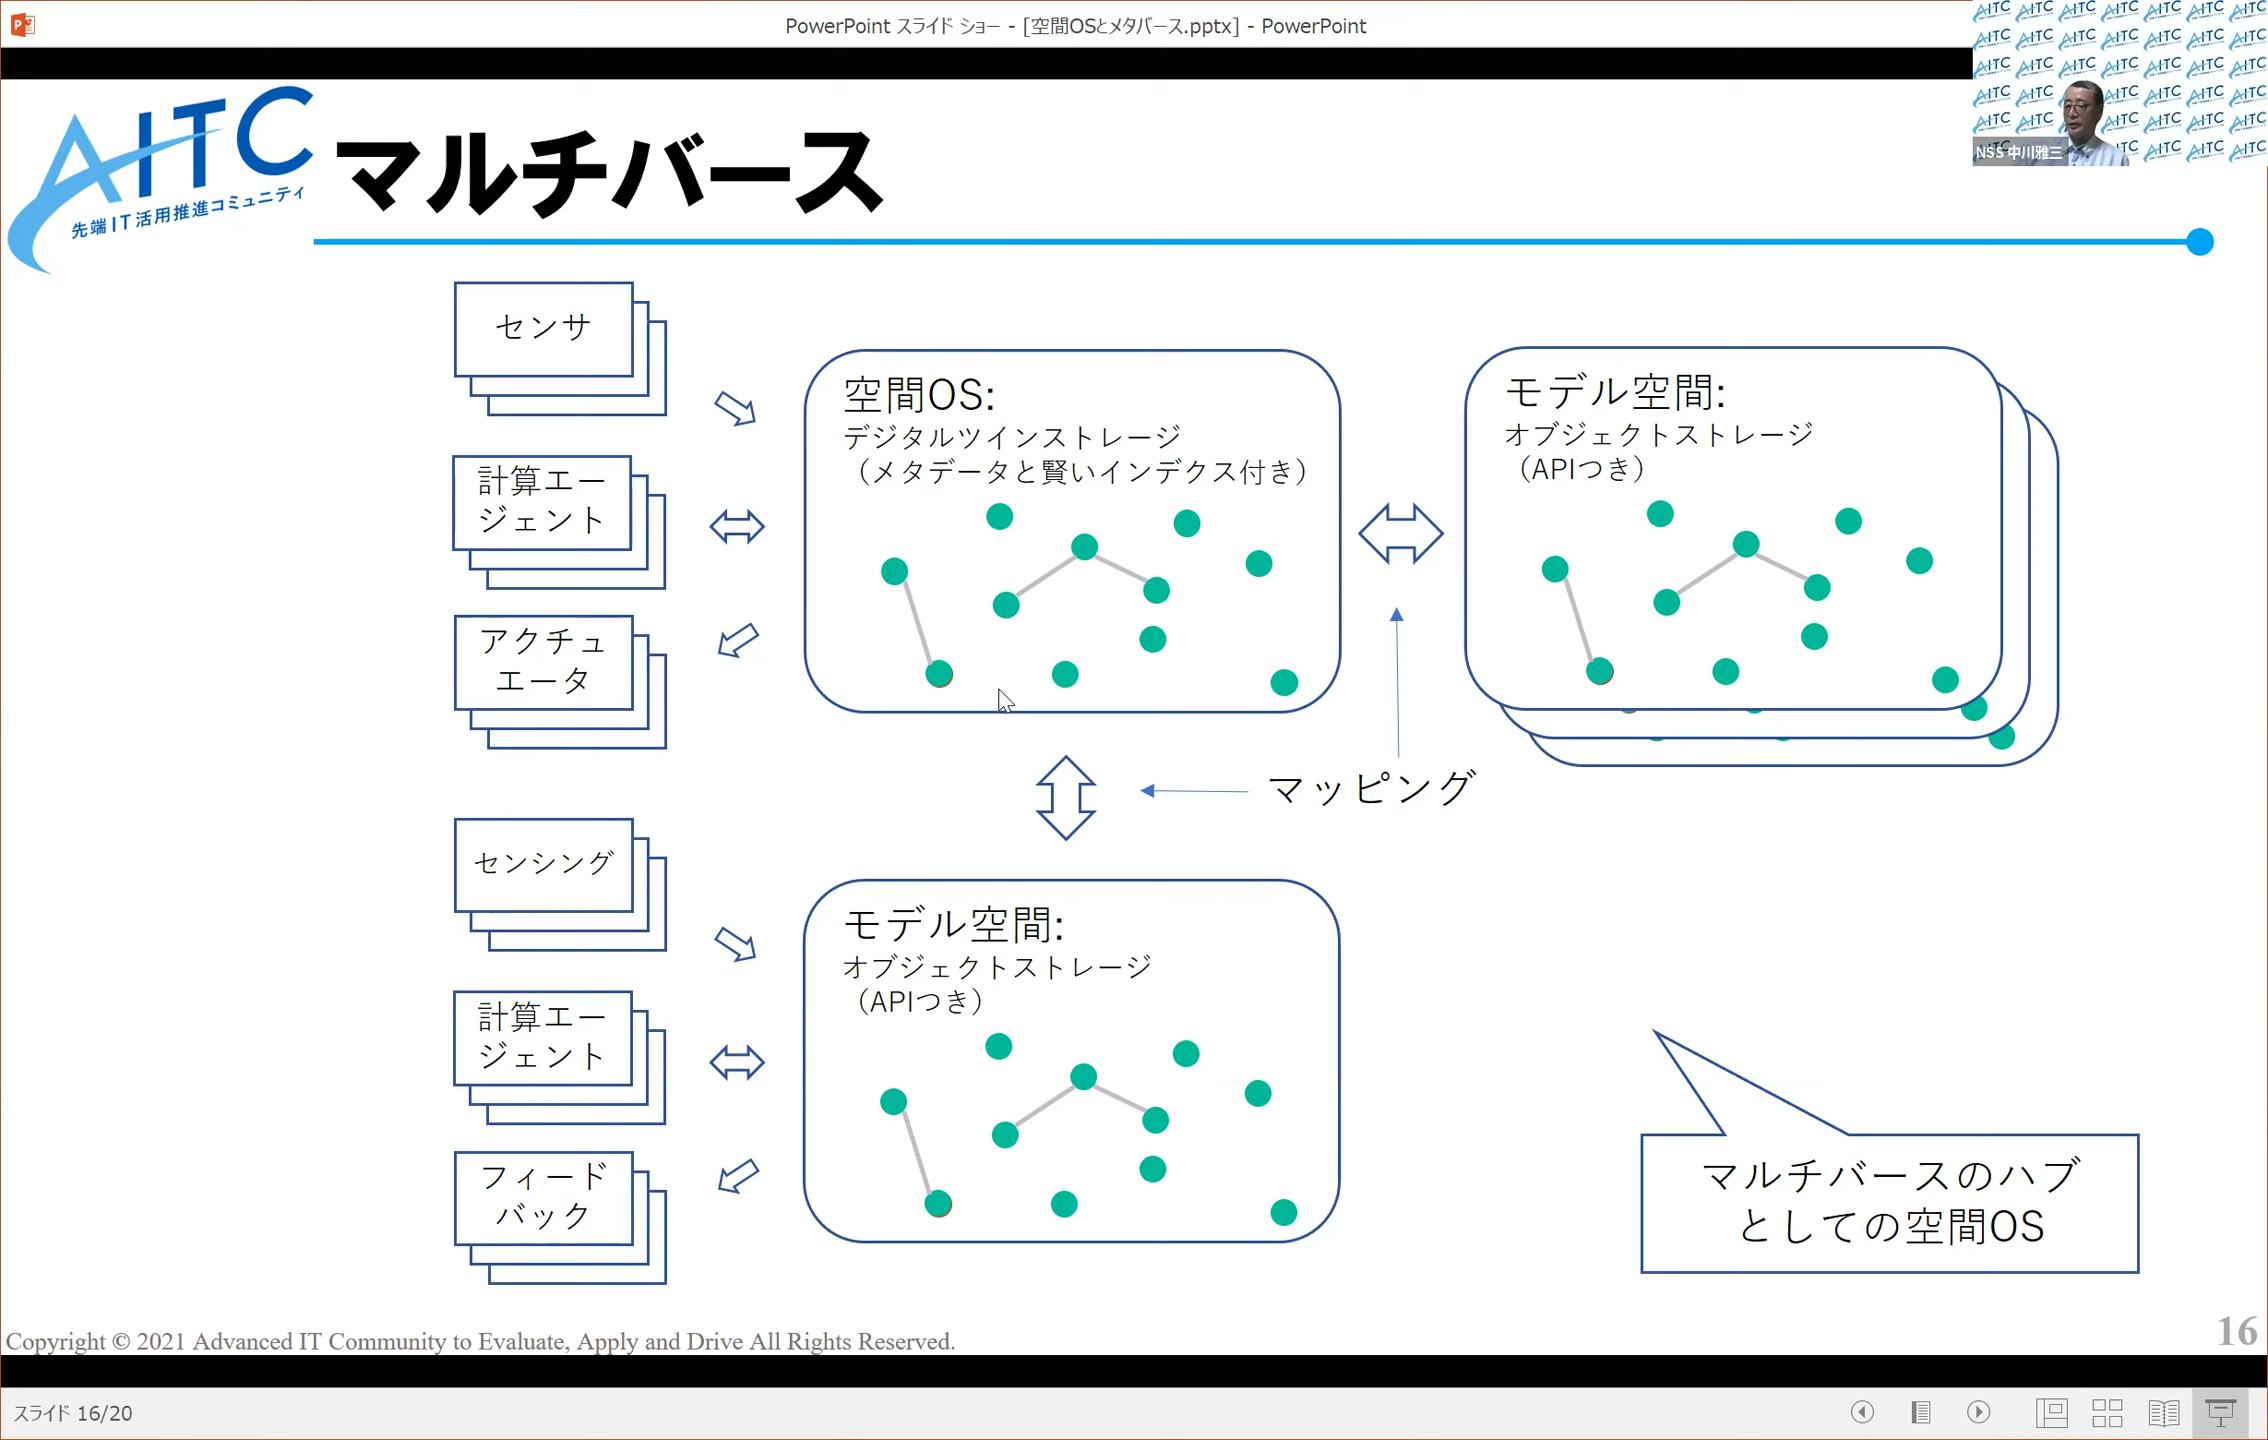 PowerPoint スライド ショー - [空間OSとメタバース.pptx] - PowerPoint
AITC
先端IT活用推進コミュニティ
マルチバース
NSS 中川雅三
センサ
計算エー
ジェント
アクチュ
エータ
空間OS:
デジタルツインストレージ
（メタデータと賢いインデクス付き）
モデル空間:
オブジェクトストレージ
（APIつき）
マッピング
センシング
計算エー
ジェント
フィード
バック
モデル空間:
オブジェクトストレージ
（APIつき）
マルチバースのハブ
としての空間OS
Copyright © 2021 Advanced IT Community to Evaluate, Apply and Drive All Rights Reserved.
16
スライド 16/20